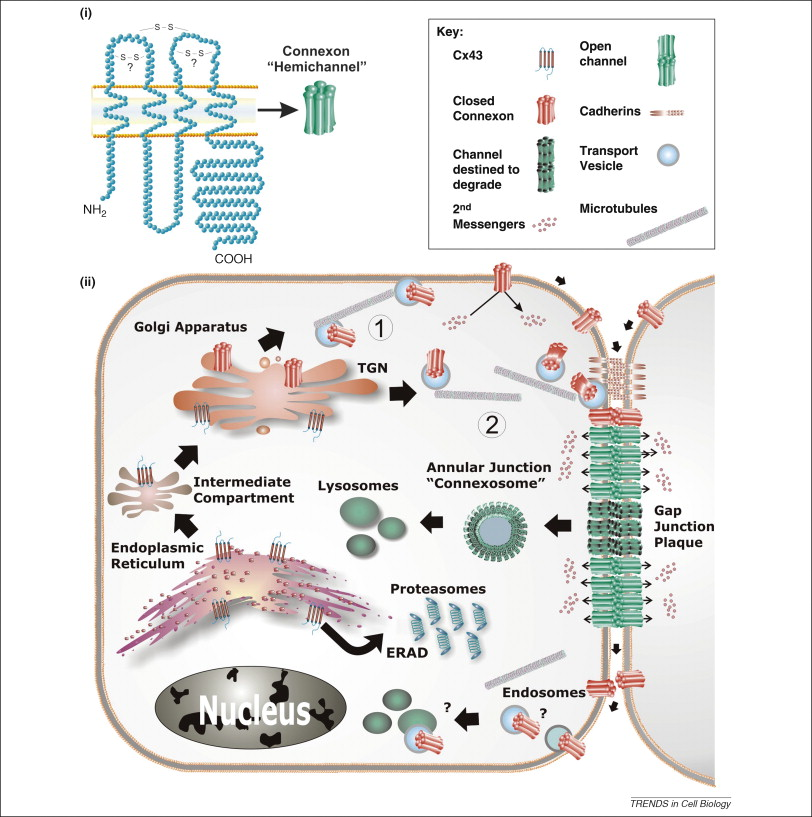 (i)
S–S
S–S
?
S–S
?
NH2
COOH
Connexon
“Hemichannel”
Key:
Cx43
Open
channel
Closed
Connexon
Cadherins
Channel
destined to
degrade
Transport
Vesicle
2nd
Messengers
Microtubules
(ii)
Golgi Apparatus
1
TGN
2
Intermediate
Compartment
Lysosomes
Annular Junction
“Connexosome”
Gap
Junction
Plaque
Endoplasmic
Reticulum
Proteasomes
ERAD
Nucleus
Endosomes
?
?
TRENDS in Cell Biology